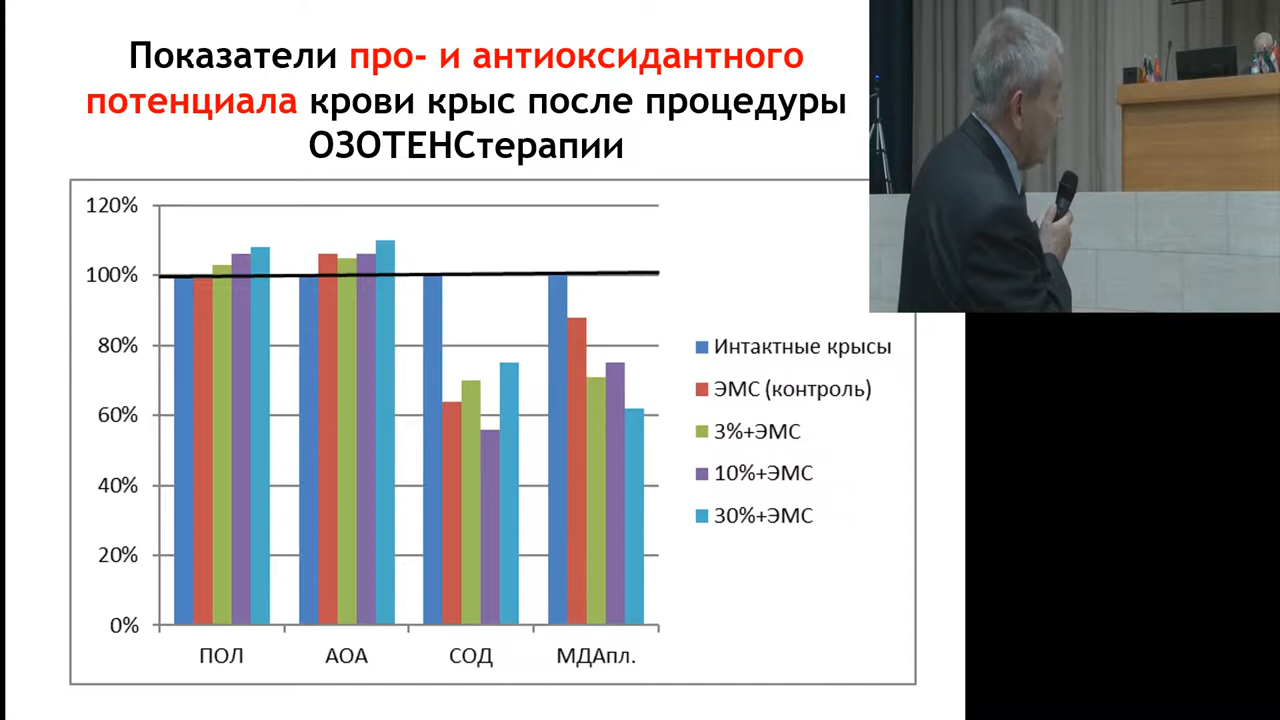 Показатели про- и антиоксидантного
потенциала крови крыс после процедуры
ОЗОТЕНСтерапии
120%
100%
80%
60%
40%
20%
0%
ПОЛ
АОА
СОД
МДАпл.
Интактные крысы
ЭМС (контроль)
3%+ЭМС
10%+ЭМС
30%+ЭМС